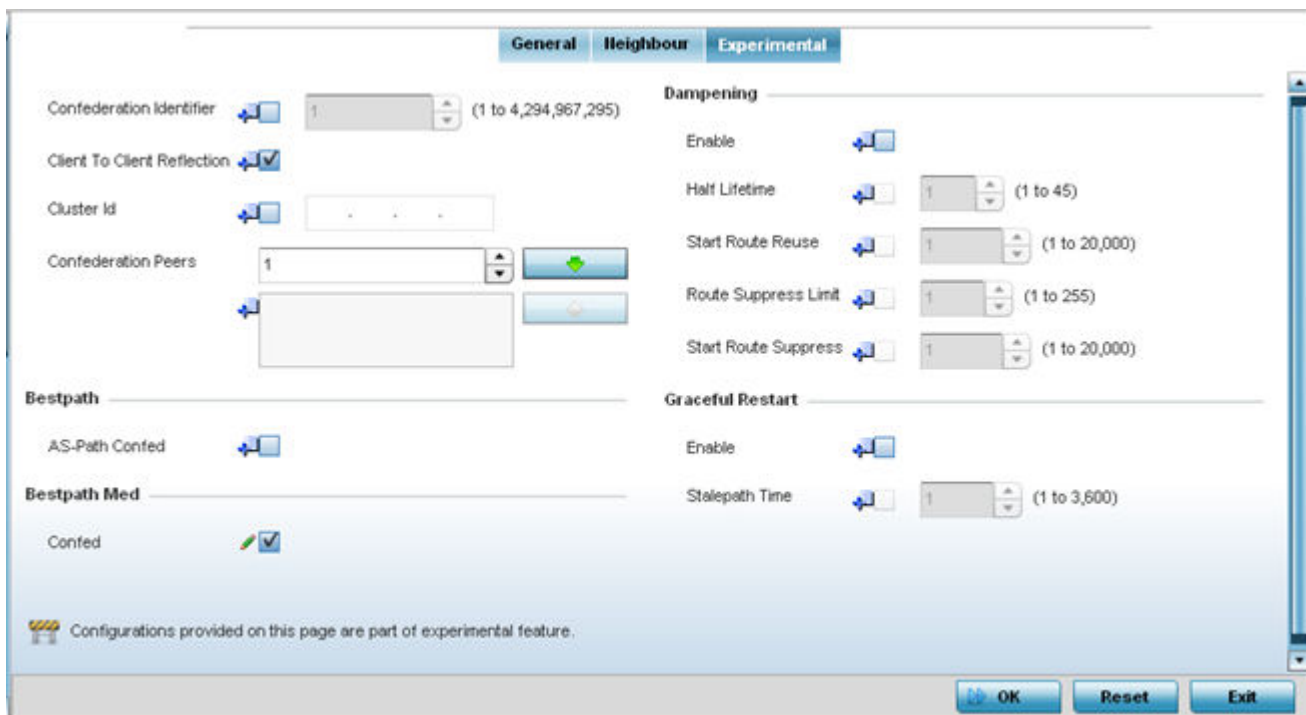 General Neighbour Experimental
Confederation Identifier 1 (1 to 4,294,967,295)
Client To Client Reflection
Cluster Id . . .
Confederation Peers 1
Bestpath
AS-Path Confed
Bestpath Med
Confed
Dampening
Enable
Half Lifetime 1 (1 to 45)
Start Route Reuse 1 (1 to 20,000)
Route Suppress Limit 1 (1 to 255)
Start Route Suppress 1 (1 to 20,000)
Graceful Restart
Enable
Stalepath Time 1 (1 to 3,600)
Configurations provided on this page are part of experimental feature.
OK Reset Exit